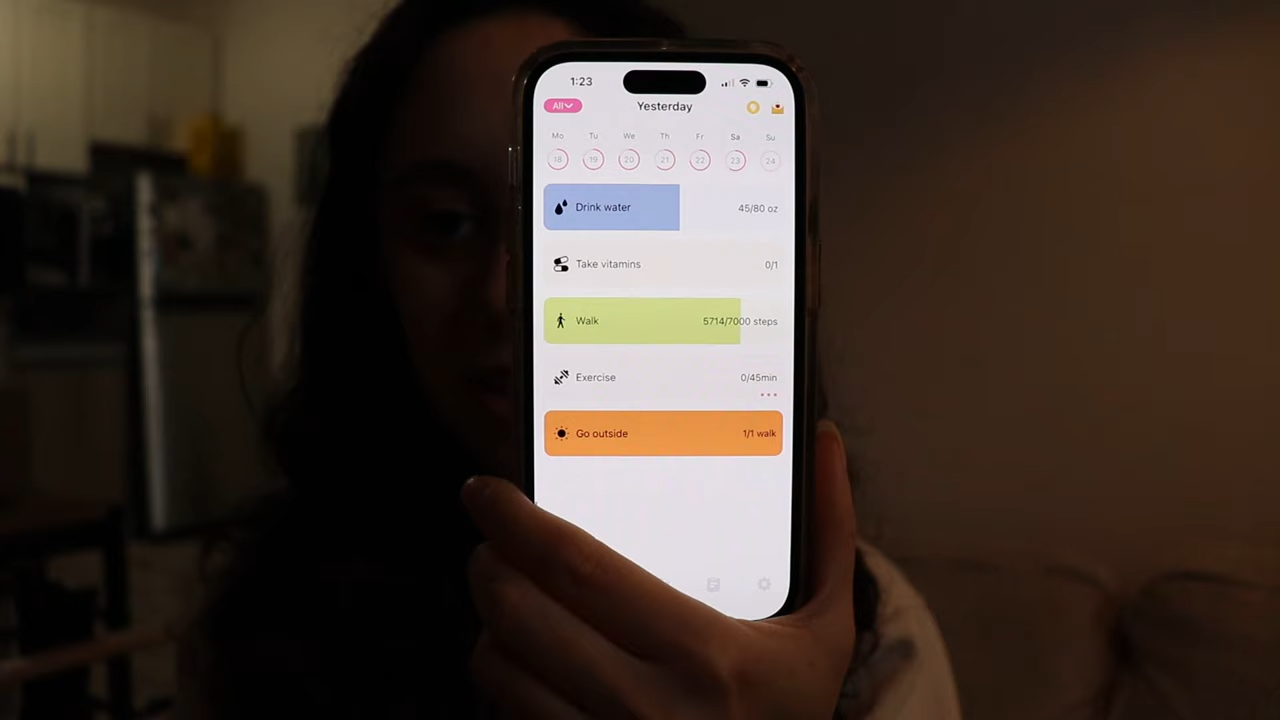 1:23
All
Yesterday
Mo Tu We Th Fr Sa Su
18 19 20 21 22 23 24
Drink water 45/80 oz
Take vitamins 0/1
Walk 5714/7000 steps
Exercise 0/45min
Go outside 1/1 walk